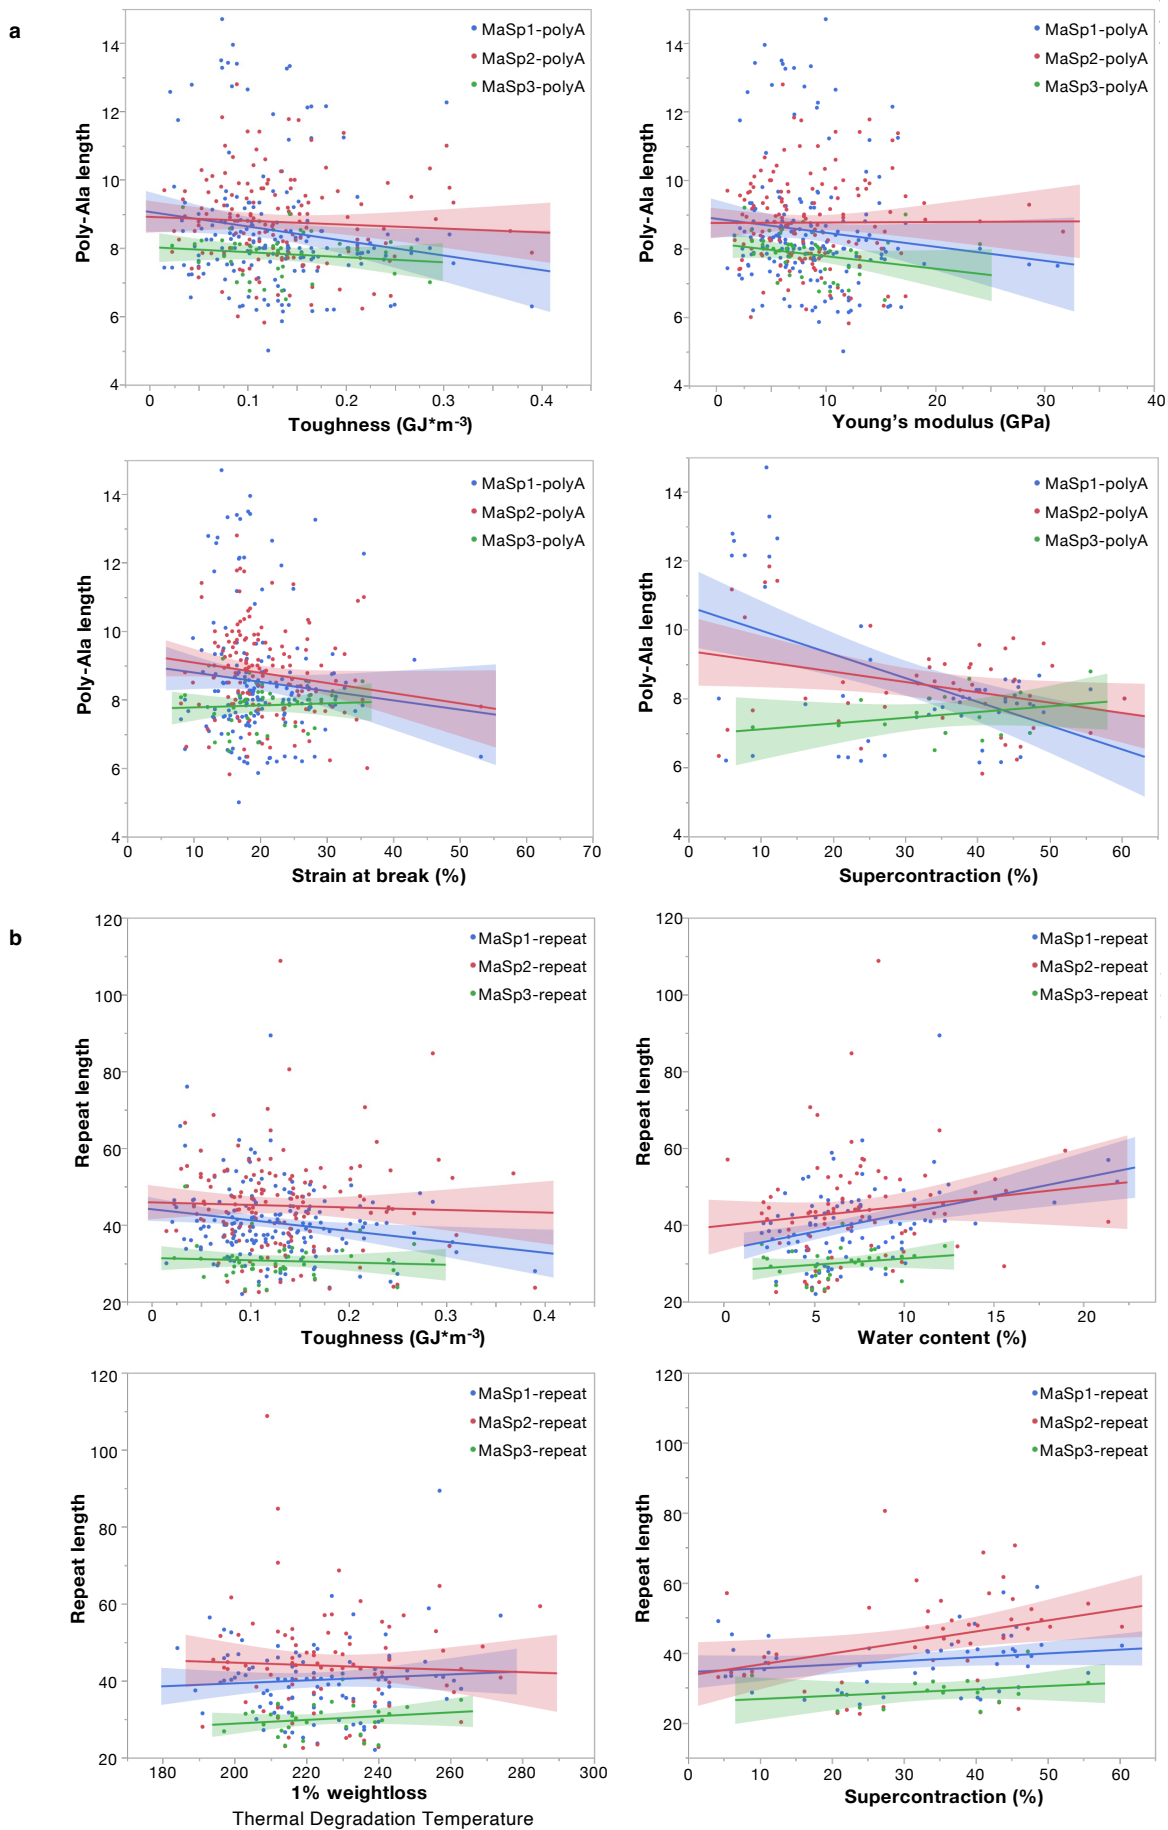 a
MaSp1-polyA
MaSp2-polyA
MaSp3-polyA
Poly-Ala length
14
12
10
8
6
4
0 0.1 0.2 0.3 0.4
Toughness (GJ*m-3)
MaSp1-polyA
MaSp2-polyA
MaSp3-polyA
Poly-Ala length
14
12
10
8
6
4
0 10 20 30 40
Young's modulus (GPa)
MaSp1-polyA
MaSp2-polyA
MaSp3-polyA
Poly-Ala length
14
12
10
8
6
4
0 10 20 30 40 50 60 70
Strain at break (%)
MaSp1-polyA
MaSp2-polyA
MaSp3-polyA
Poly-Ala length
14
12
10
8
6
4
0 10 20 30 40 50 60
Supercontraction (%)
b
MaSp1-repeat
MaSp2-repeat
MaSp3-repeat
Repeat length
120
100
80
60
40
20
0 0.1 0.2 0.3 0.4
Toughness (GJ*m-3)
MaSp1-repeat
MaSp2-repeat
MaSp3-repeat
Repeat length
120
100
80
60
40
20
0 5 10 15 20
Water content (%)
MaSp1-repeat
MaSp2-repeat
MaSp3-repeat
Repeat length
120
100
80
60
40
20
180 200 220 240 260 280 300
1% weightloss
Thermal Degradation Temperature
MaSp1-repeat
MaSp2-repeat
MaSp3-repeat
Repeat length
120
100
80
60
40
20
0 10 20 30 40 50 60
Supercontraction (%)